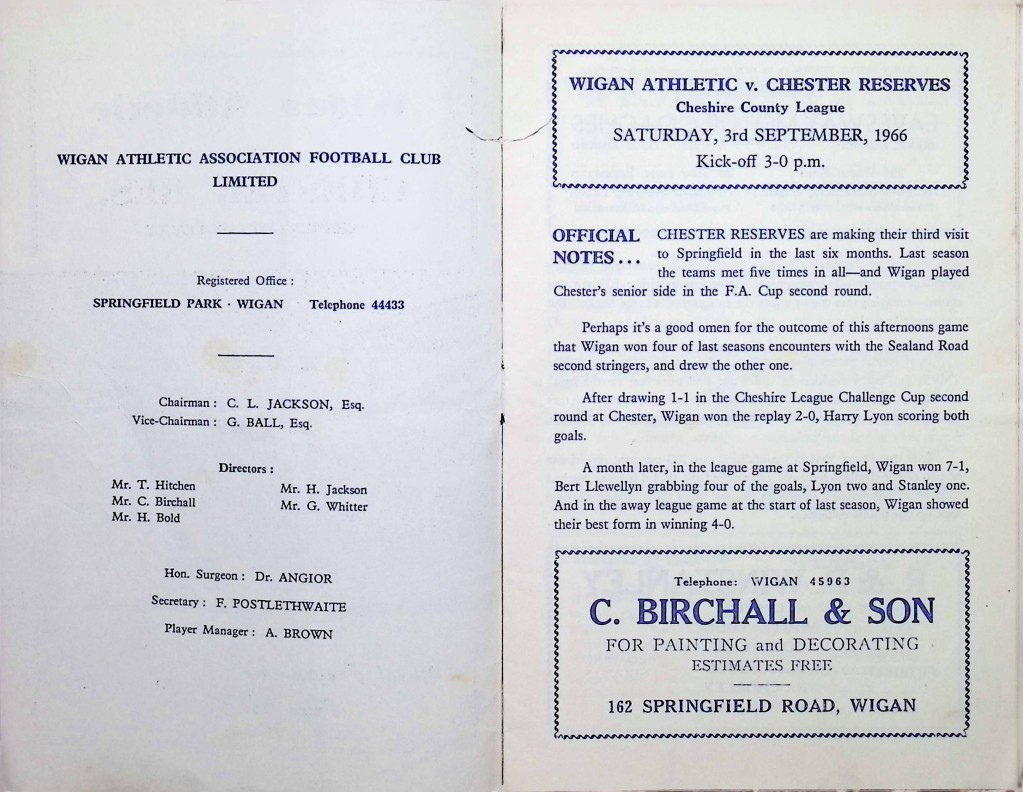 WIGAN ATHLETIC ASSOCIATION FOOTBALL CLUB
LIMITED
Registered Office :
SPRINGFIELD PARK · WIGAN Telephone 44433
Chairman : C. L. JACKSON, Esq.
Vice-Chairman : G. BALL, Esq.
Directors :
Mr. T. Hitchen Mr. H. Jackson
Mr. C. Birchall Mr. G. Whitter
Mr. H. Bold
Hon. Surgeon : Dr. ANGIOR
Secretary : F. POSTLETHWAITE
Player Manager : A. BROWN
WIGAN ATHLETIC v. CHESTER RESERVES
Cheshire County League
SATURDAY, 3rd SEPTEMBER, 1966
Kick-off 3-0 p.m.
OFFICIAL NOTES...
CHESTER RESERVES are making their third visit
to Springfield in the last six months. Last season
the teams met five times in all—and Wigan played
Chester's senior side in the F.A. Cup second round.
Perhaps it's a good omen for the outcome of this afternoons game
that Wigan won four of last seasons encounters with the Sealand Road
second stringers, and drew the other one.
After drawing 1-1 in the Cheshire League Challenge Cup second
round at Chester, Wigan won the replay 2-0, Harry Lyon scoring both
goals.
A month later, in the league game at Springfield, Wigan won 7-1,
Bert Llewellyn grabbing four of the goals, Lyon two and Stanley one.
And in the away league game at the start of last season, Wigan showed
their best form in winning 4-0.
Telephone: WIGAN 45963
C. BIRCHALL & SON
FOR PAINTING and DECORATING
ESTIMATES FREE
162 SPRINGFIELD ROAD, WIGAN